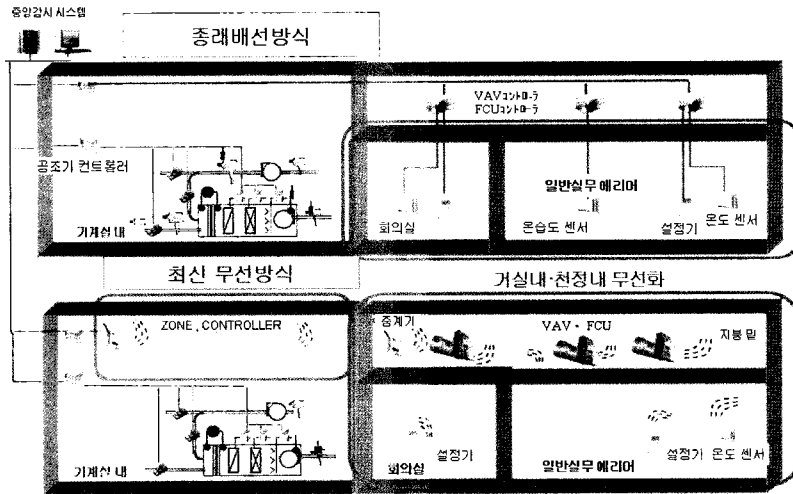 중앙감시 시스템
종래배선방식
VAVコントローラ
FCUコントローラ
공조기 컨트롤러
일반실무 에리어
기계실 내
회의실
온습도 센서
설정기
온도 센서
최산 무선방식
거실내·천정내 무선화
ZONE . CONTROLLER
중계기
VAV · FCU
지붕 밑
기계실 내
회의실
설정기
일반실무 에리어
설정기
온도 센서